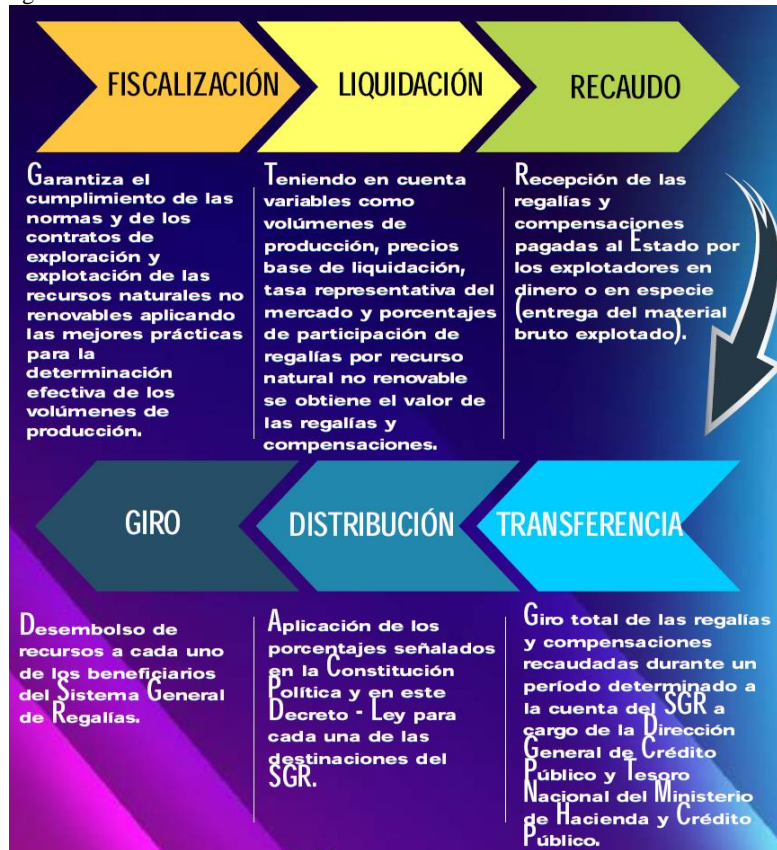 FISCALIZACIÓN
LIQUIDACIÓN
RECAUDO
Garantiza el
cumplimiento de las
normas y de los
contratos de
exploración y
explotación de las
recursos naturales no
renovables aplicando
las mejores prácticas
para la
determinación
efectiva de los
volúmenes de
producción.
Teniendo en cuenta
variables como
volúmenes de
producción, precios
base de liquidación,
tasa representativa del
mercado y porcentajes
de participación de
regalías por recurso
natural no renovable
se obtiene el valor de
las regalías y
compensaciones.
Recepción de las
regalías y
compensaciones
pagadas al Estado por
los explotadores en
dinero o en especie
(entrega del material
bruto explotado).
GIRO
DISTRIBUCIÓN
TRANSFERENCIA
Desembolso de
recursos a cada uno
de los beneficiarios
del Sistema General
de Regalías.
Aplicación de los
porcentajes señalados
en la Constitución
Política y en este
Decreto - Ley para
cada una de las
destinaciones del
SGR.
Giro total de las regalías
y compensaciones
recaudadas durante un
período determinado a
la cuenta del SGR a
cargo de la Dirección
General de Crédito
Público y Tesoro
Nacional del Ministerio
de Hacienda y Crédito
Público.